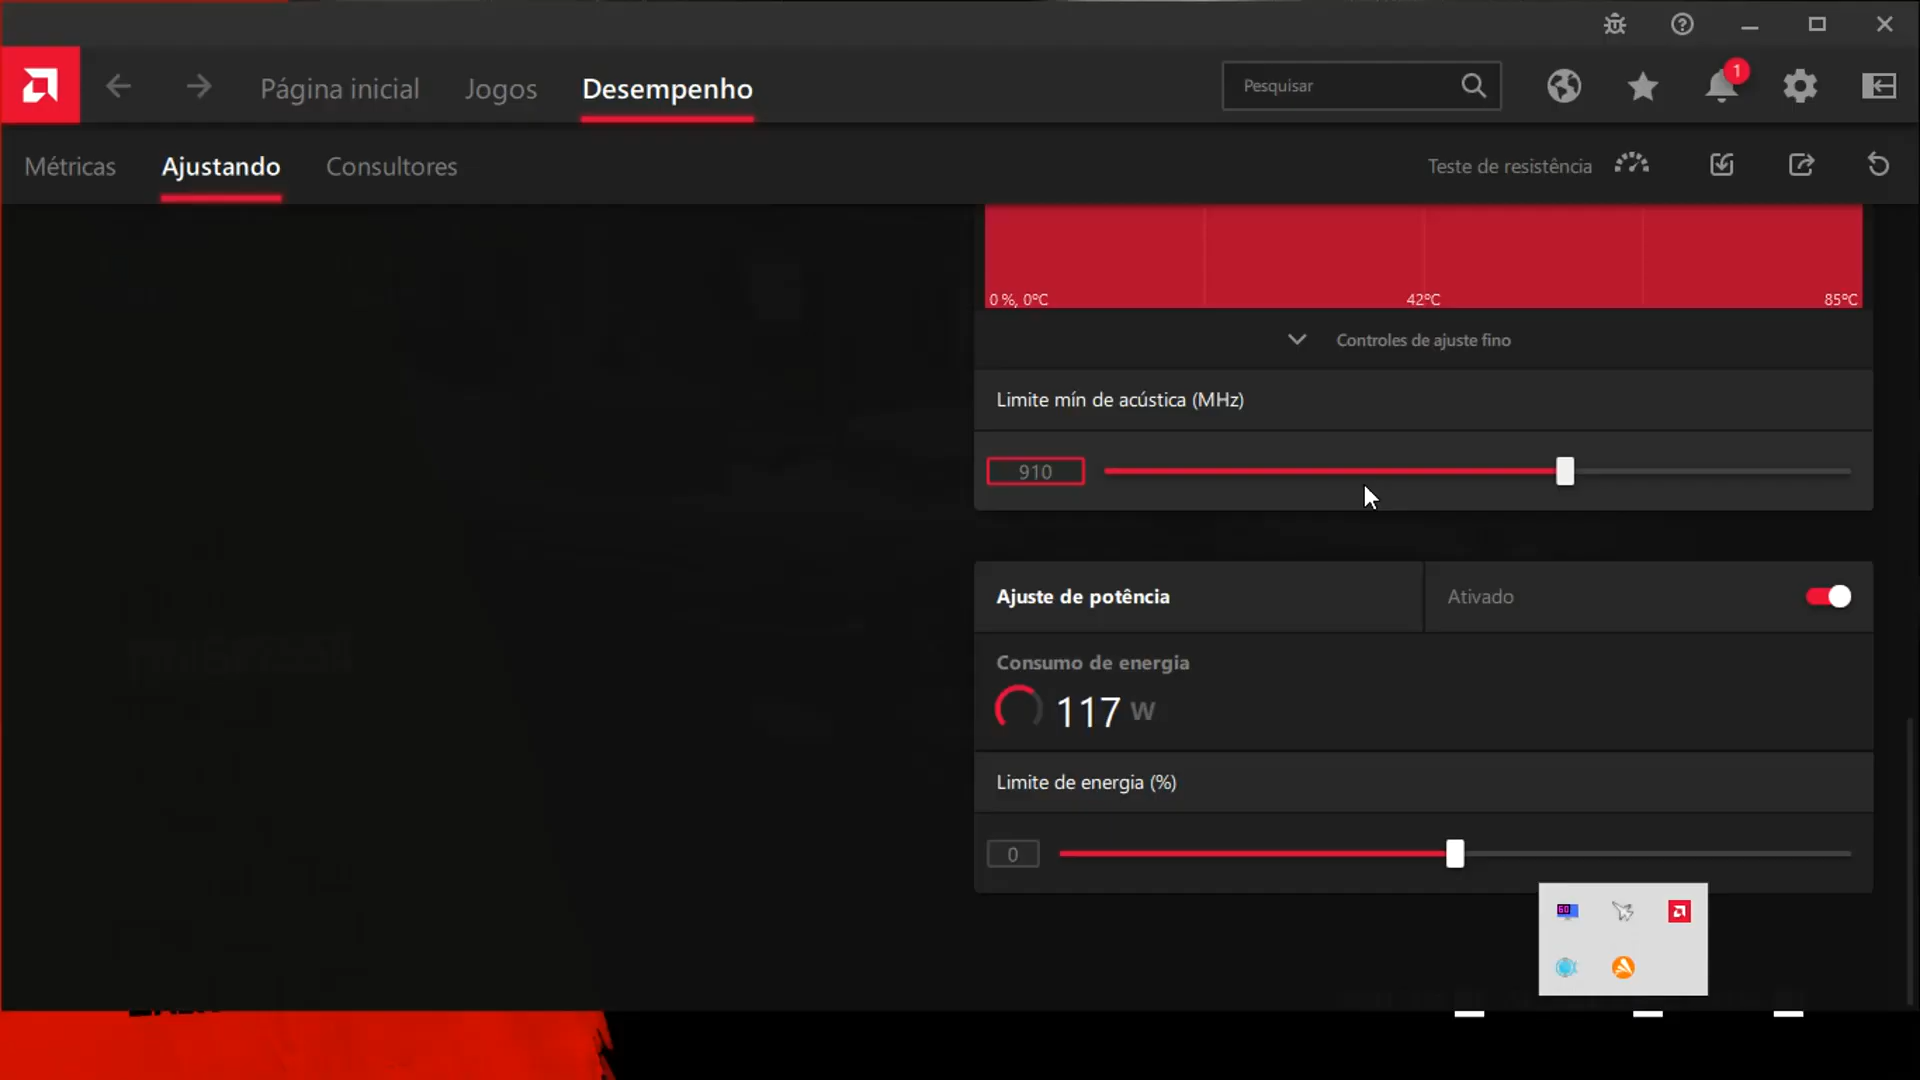 Página inicial
Jogos
Desempenho
Pesquisar
1
Métricas
Ajustando
Consultores
Teste de resistência
0 %, 0°C
42°C
85°C
Controles de ajuste fino
Limite mín de acústica (MHz)
910
Ajuste de potência
Ativado
Consumo de energia
117 W
Limite de energia (%)
0
60